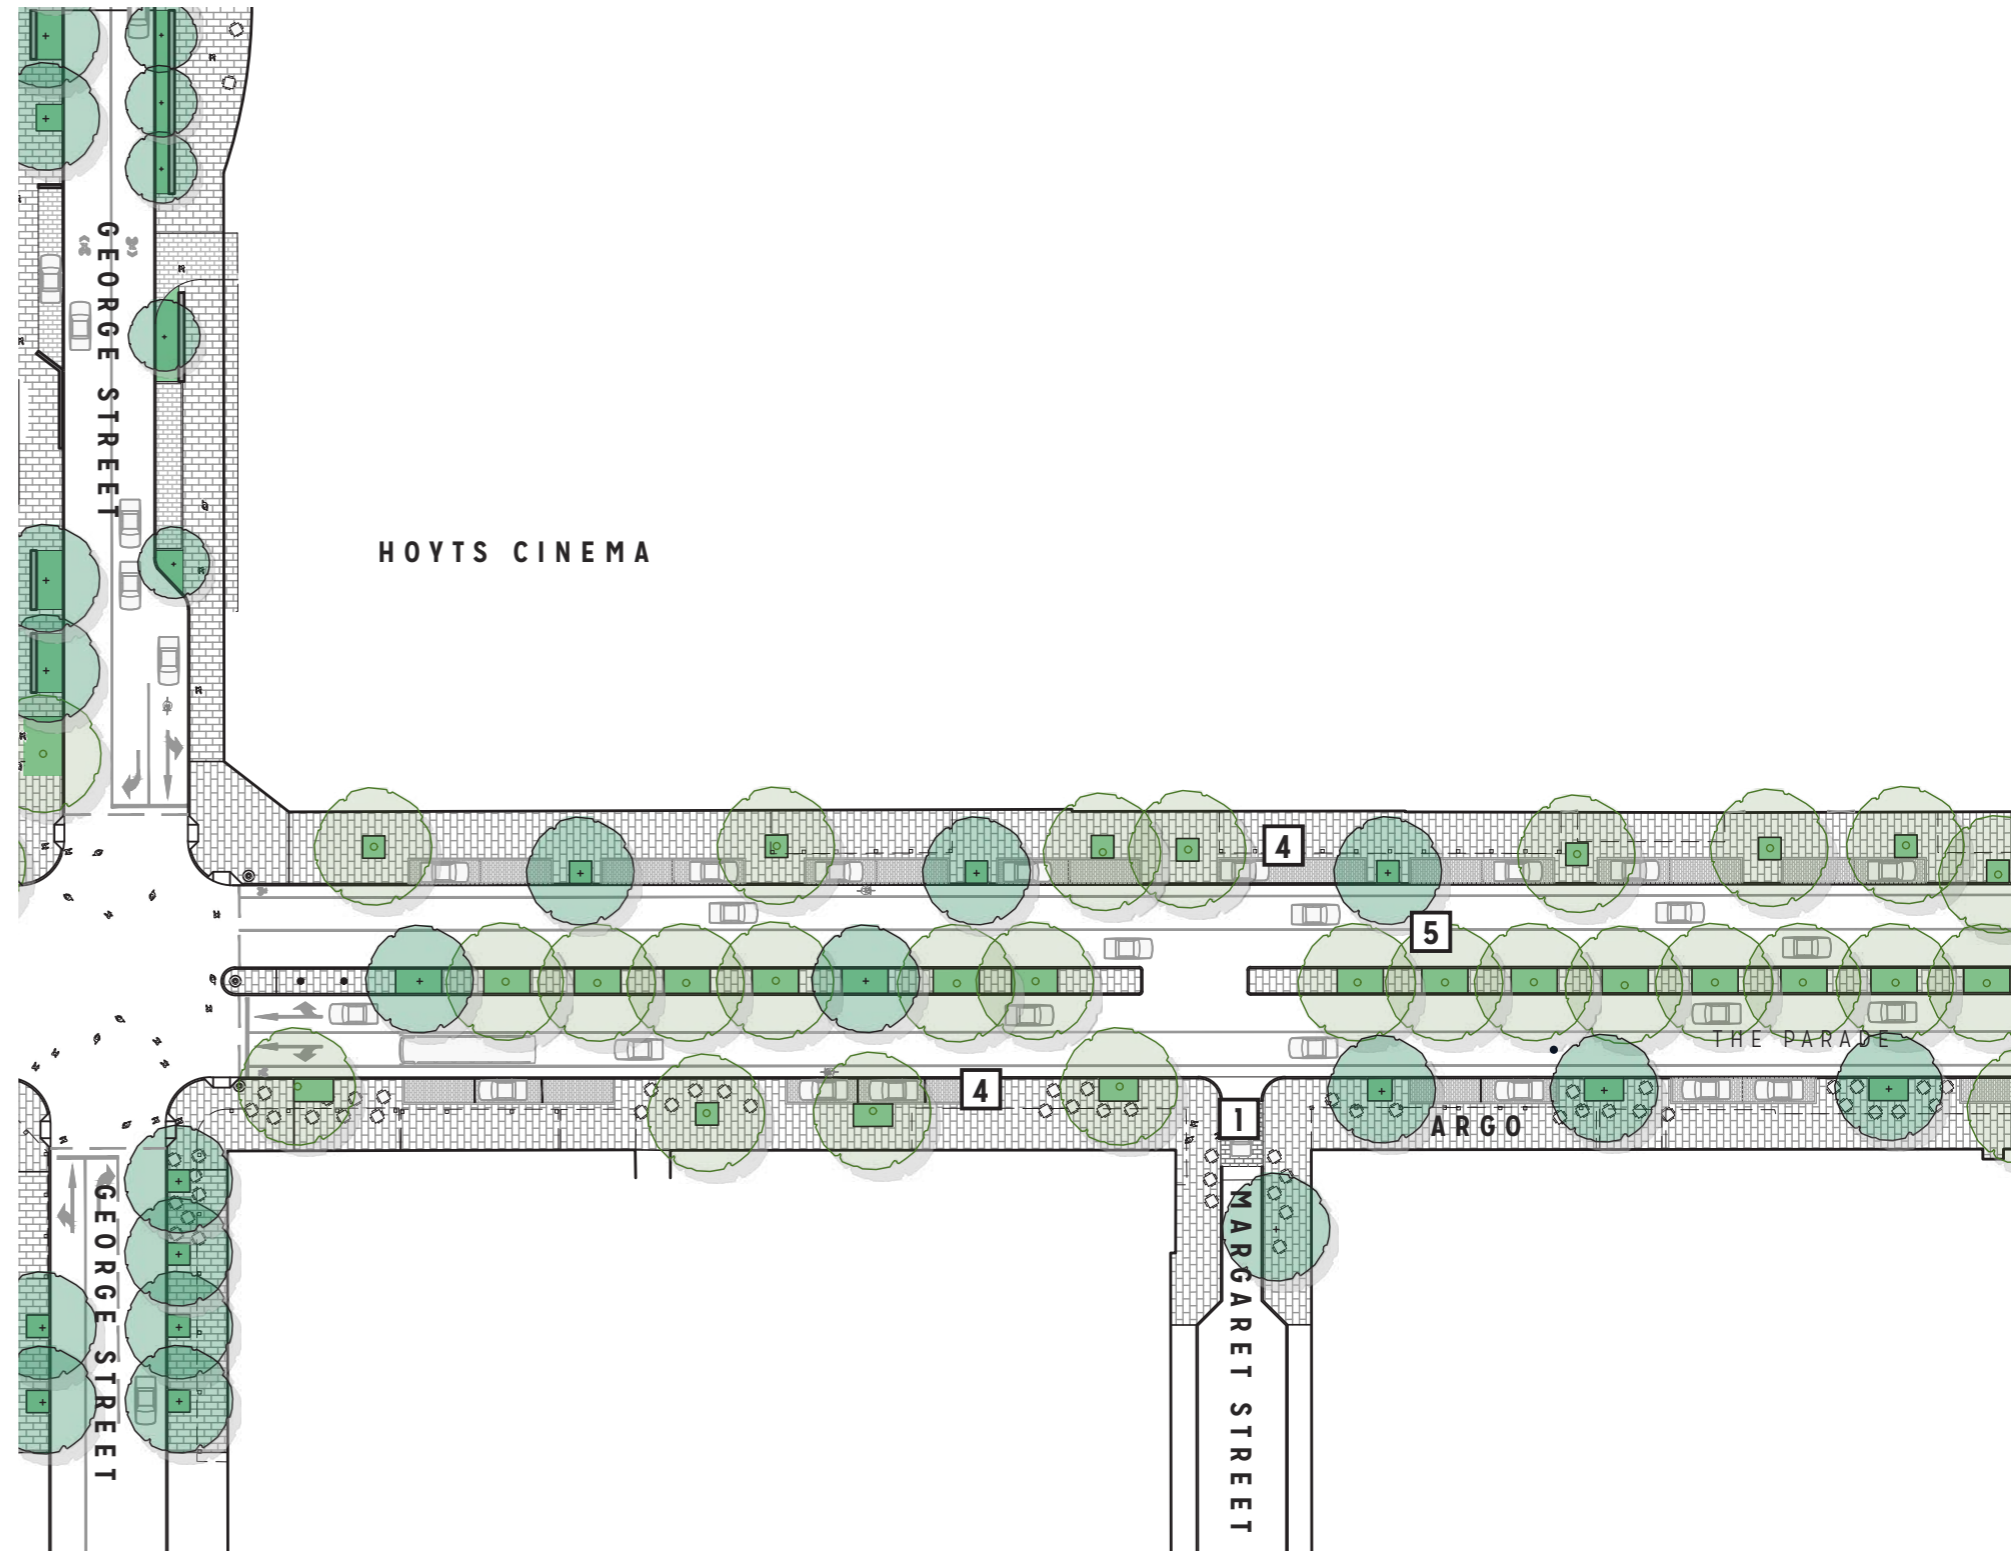 GEORGE STREET
HOYTS CINEMA
4
5
THE PARADE
4
1
ARGO
GEORGE STREET
MARGARET STREET